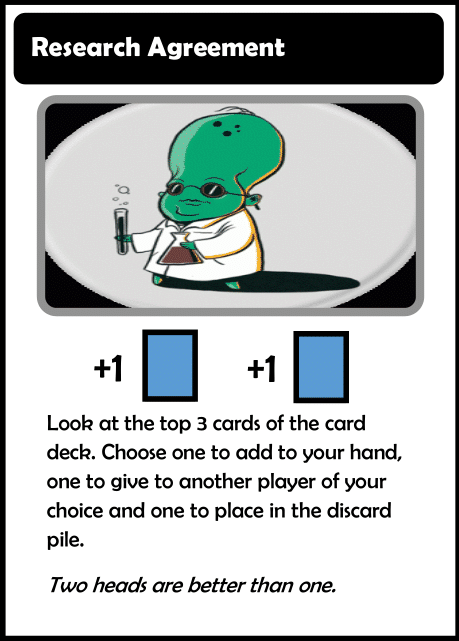 Research Agreement
+1 +1
Look at the top 3 cards of the card
deck. Choose one to add to your hand,
one to give to another player of your
choice and one to place in the discard
pile.
Two heads are better than one.